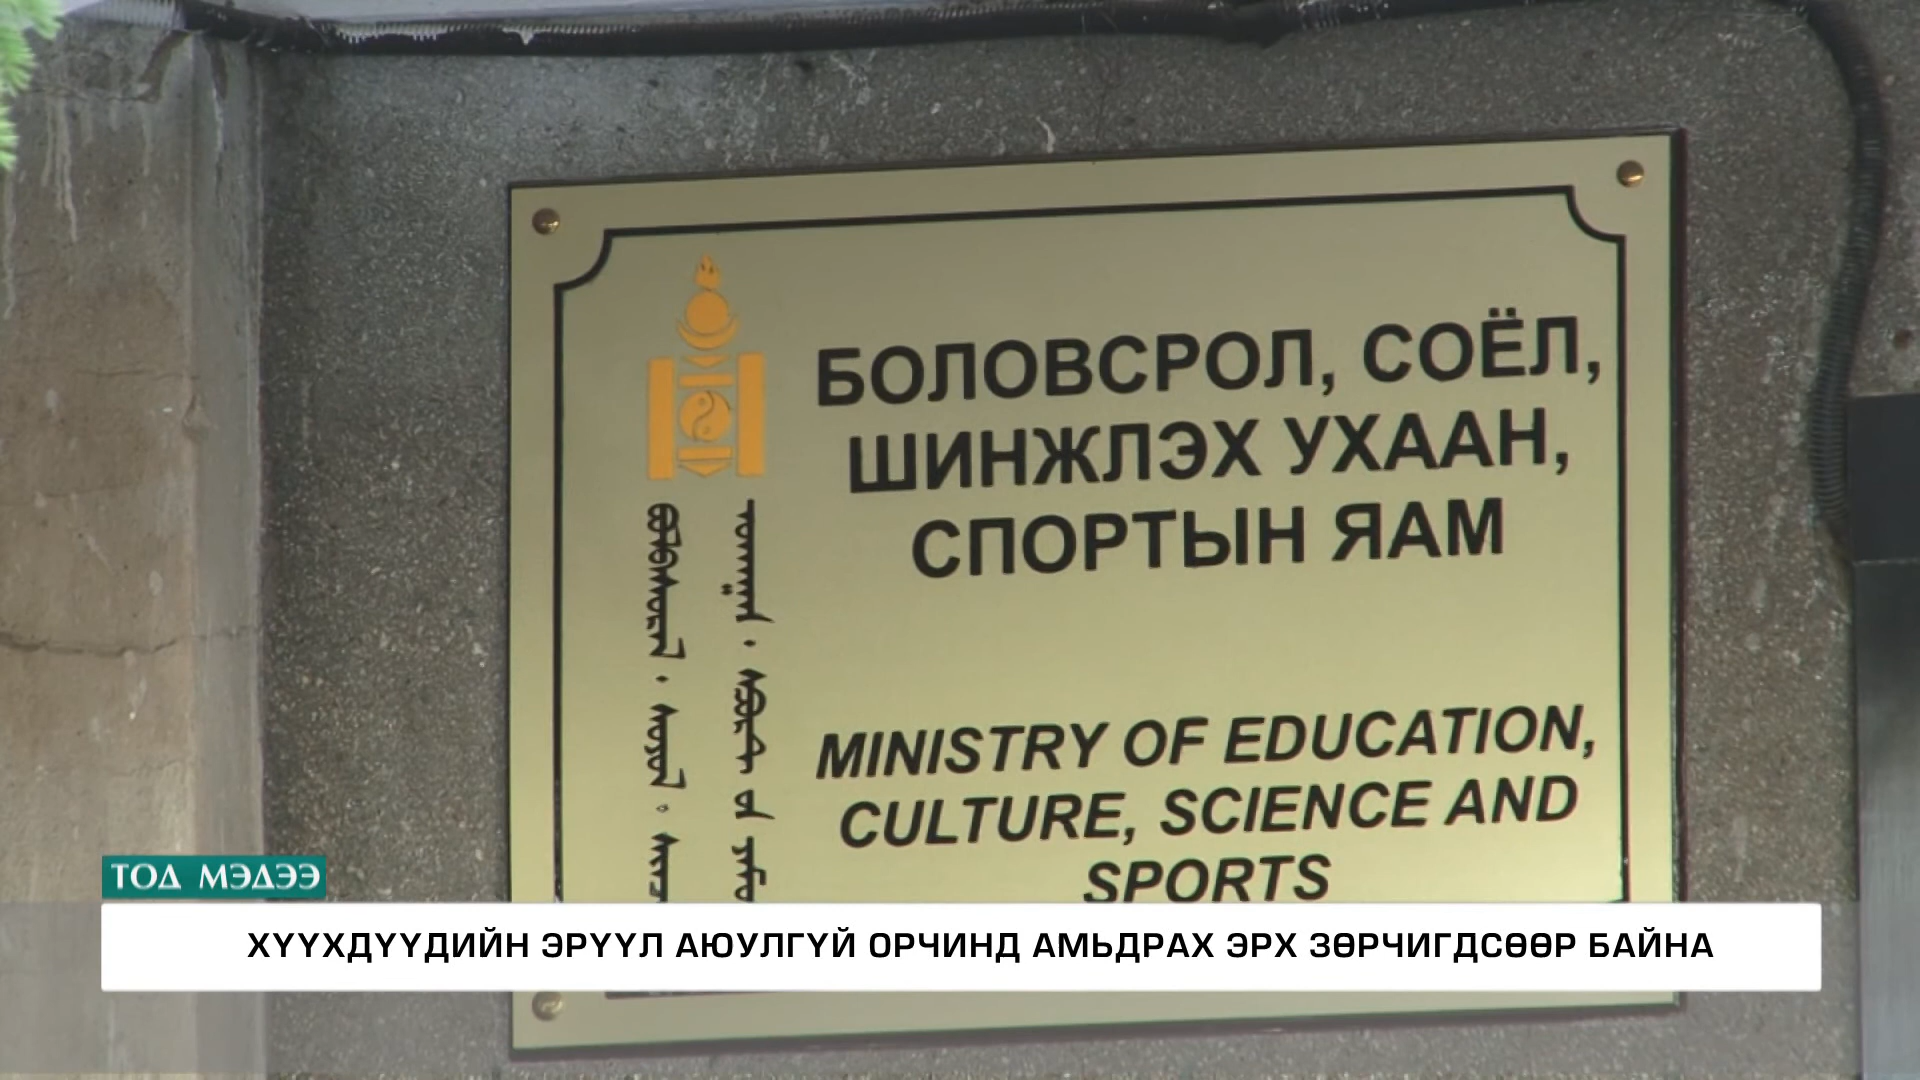 БОЛОВСРОЛ, СОЁЛ,
ШИНЖЛЭХ УХААН,
СПОРТЫН ЯАМ
MINISTRY OF EDUCATION,
CULTURE, SCIENCE AND
SPORTS
ТОД МЭДЭЭ
ХҮҮХДҮҮДИЙН ЭРҮҮЛ АЮУЛГҮЙ ОРЧИНД АМЬДРАХ ЭРХ ЗӨРЧИГДСӨӨР БАЙНА